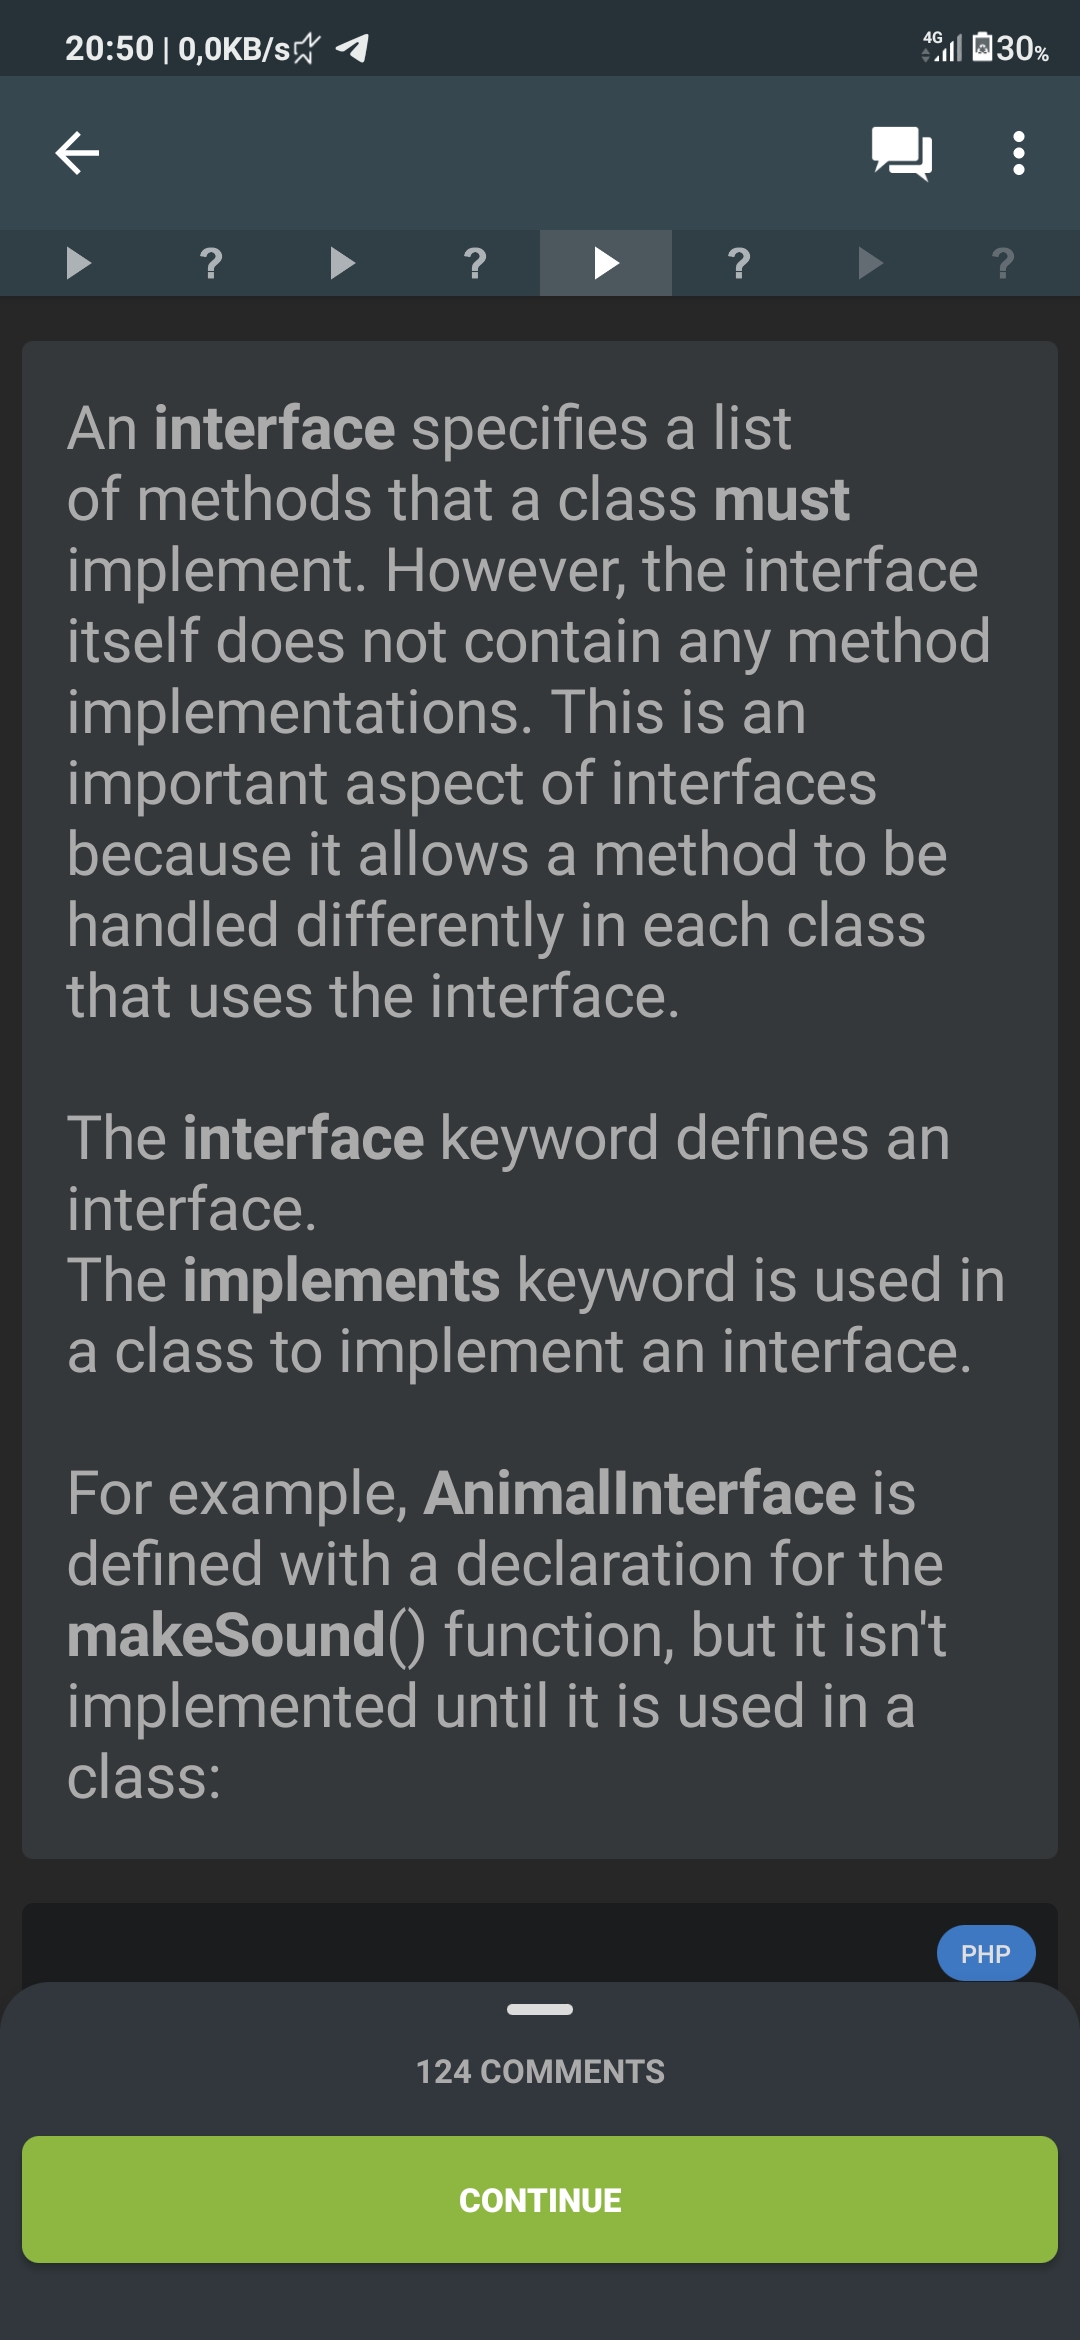 20:50 | 0,0KB/s
4G
30%
? ? ? ?
An interface specifies a list
of methods that a class must
implement. However, the interface
itself does not contain any method
implementations. This is an
important aspect of interfaces
because it allows a method to be
handled differently in each class
that uses the interface.
The interface keyword defines an
interface.
The implements keyword is used in
a class to implement an interface.
For example, AnimalInterface is
defined with a declaration for the
makeSound() function, but it isn't
implemented until it is used in a
class:
PHP
124 COMMENTS
CONTINUE